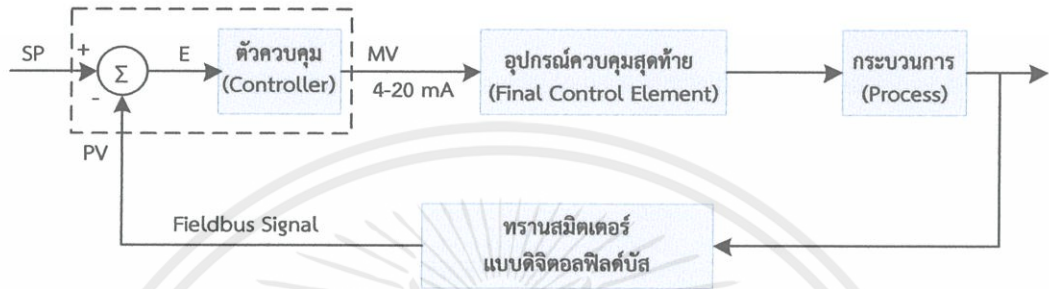 SP
+
Σ
-
E
ตัวควบคุม
(Controller)
MV
4-20 mA
อุปกรณ์ควบคุมสุดท้าย
(Final Control Element)
กระบวนการ
(Process)
PV
Fieldbus Signal
ทรานสมิตเตอร์
แบบดิจิตอลฟิลด์บัส